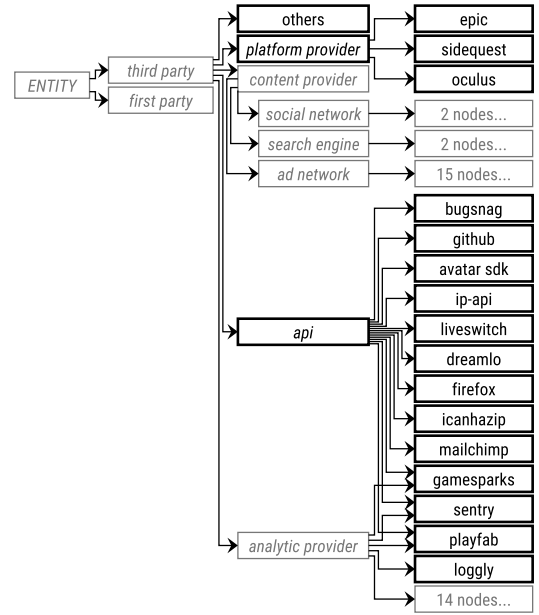 ENTITY
third party
first party
others
platform provider
content provider
social network
search engine
ad network
api
analytic provider
epic
sidequest
oculus
2 nodes...
2 nodes...
15 nodes...
bugsnag
github
avatar sdk
ip-api
liveswitch
dreamlo
firefox
icanhazip
mailchimp
gamesparks
sentry
playfab
loggly
14 nodes...